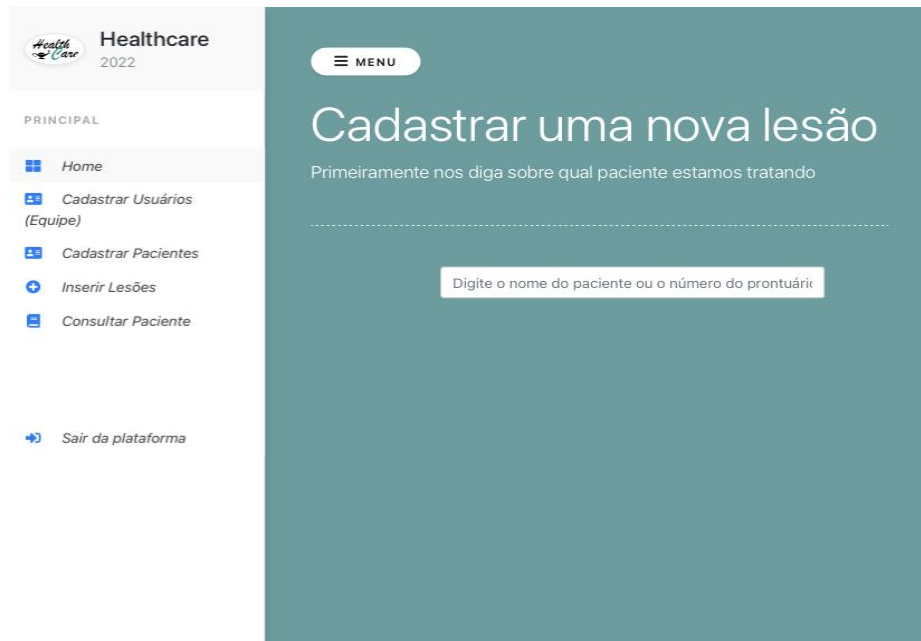 Health
Care
Healthcare
2022
PRINCIPAL
Home
Cadastrar Usuários
(Equipe)
Cadastrar Pacientes
Inserir Lesões
Consultar Paciente
Sair da plataforma
MENU
Cadastrar uma nova lesão
Primeiramente nos diga sobre qual paciente estamos tratando
Digite o nome do paciente ou o número do prontuári